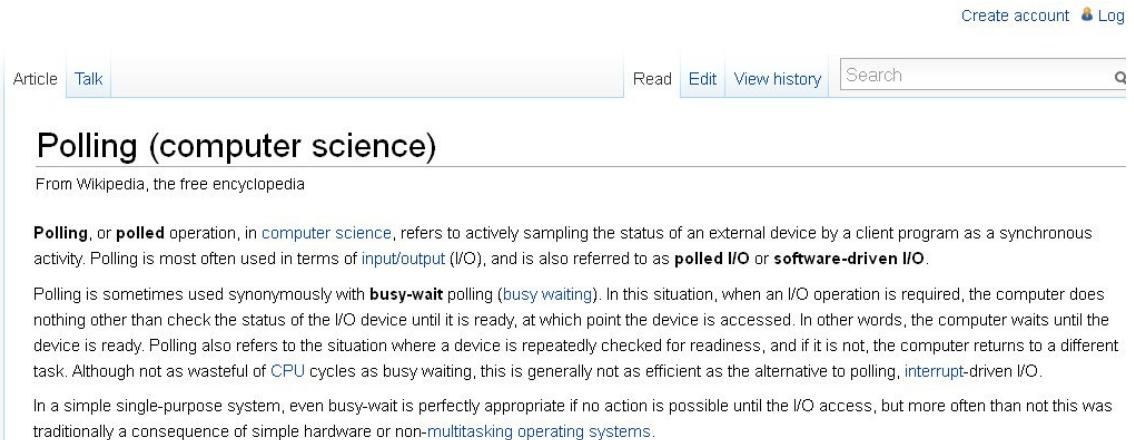 Create account Log
Article Talk Read Edit View history Search
Polling (computer science)
From Wikipedia, the free encyclopedia
Polling, or polled operation, in computer science, refers to actively sampling the status of an external device by a client program as a synchronous
activity. Polling is most often used in terms of input/output (I/O), and is also referred to as polled I/O or software-driven I/O.
Polling is sometimes used synonymously with busy-wait polling (busy waiting). In this situation, when an I/O operation is required, the computer does
nothing other than check the status of the I/O device until it is ready, at which point the device is accessed. In other words, the computer waits until the
device is ready. Polling also refers to the situation where a device is repeatedly checked for readiness, and if it is not, the computer returns to a different
task. Although not as wasteful of CPU cycles as busy waiting, this is generally not as efficient as the alternative to polling, interrupt-driven I/O.
In a simple single-purpose system, even busy-wait is perfectly appropriate if no action is possible until the I/O access, but more often than not this was
traditionally a consequence of simple hardware or non-multitasking operating systems.